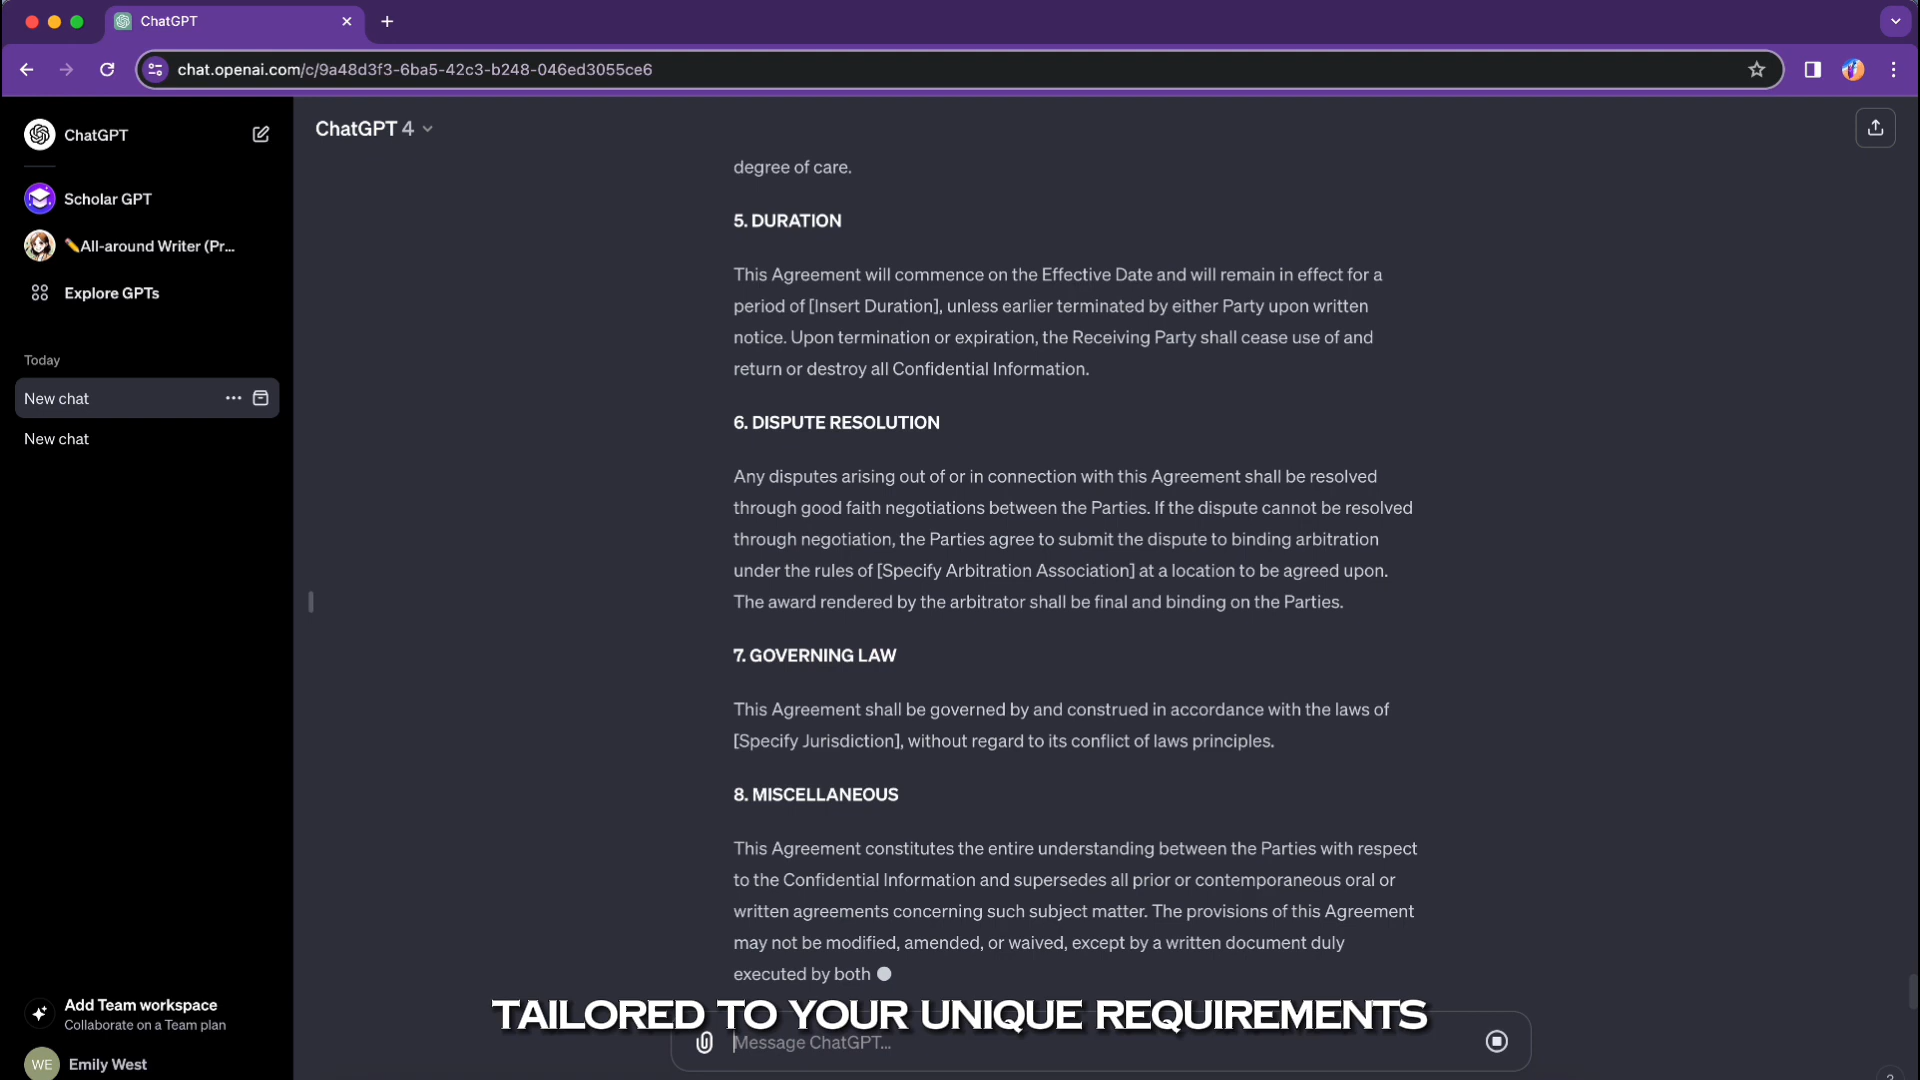 ChatGPT
chat.openai.com/c/9a48d3f3-6ba5-42c3-b248-046ed3055ce6
ChatGPT
Scholar GPT
✏️All-around Writer (Pr...
Explore GPTs
Today
New chat
New chat
Add Team workspace
Collaborate on a Team plan
WE
Emily West
ChatGPT 4
degree of care.
5. DURATION
This Agreement will commence on the Effective Date and will remain in effect for a
period of [Insert Duration], unless earlier terminated by either Party upon written
notice. Upon termination or expiration, the Receiving Party shall cease use of and
return or destroy all Confidential Information.
6. DISPUTE RESOLUTION
Any disputes arising out of or in connection with this Agreement shall be resolved
through good faith negotiations between the Parties. If the dispute cannot be resolved
through negotiation, the Parties agree to submit the dispute to binding arbitration
under the rules of [Specify Arbitration Association] at a location to be agreed upon.
The award rendered by the arbitrator shall be final and binding on the Parties.
7. GOVERNING LAW
This Agreement shall be governed by and construed in accordance with the laws of
[Specify Jurisdiction], without regard to its conflict of laws principles.
8. MISCELLANEOUS
This Agreement constitutes the entire understanding between the Parties with respect
to the Confidential Information and supersedes all prior or contemporaneous oral or
written agreements concerning such subject matter. The provisions of this Agreement
may not be modified, amended, or waived, except by a written document duly
executed by both
TAILORED TO YOUR UNIQUE REQUIREMENTS
Message ChatGPT...